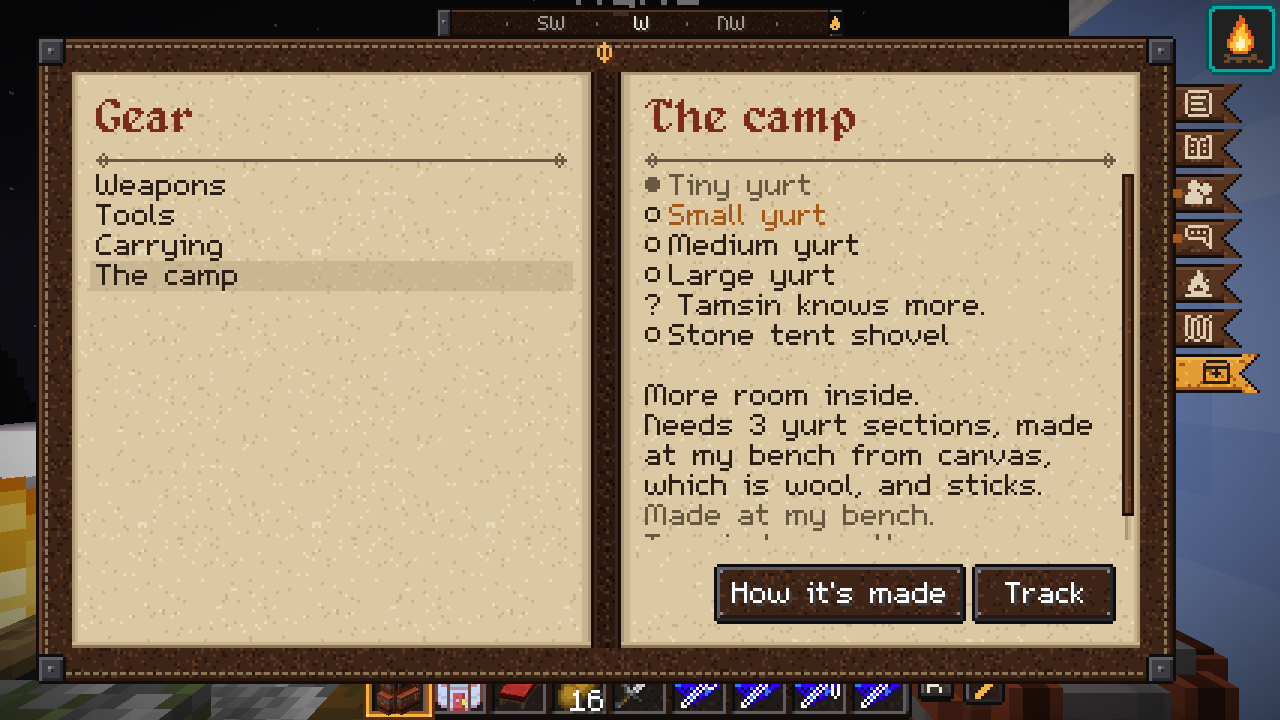 SW W NW
Gear
Weapons
Tools
Carrying
The camp
The camp
Tiny yurt
Small yurt
Medium yurt
Large yurt
? Tamsin knows more.
Stone tent shovel
More room inside.
Needs 3 yurt sections, made
at my bench from canvas,
which is wool, and sticks.
Made at my bench.
How it's made
Track
16